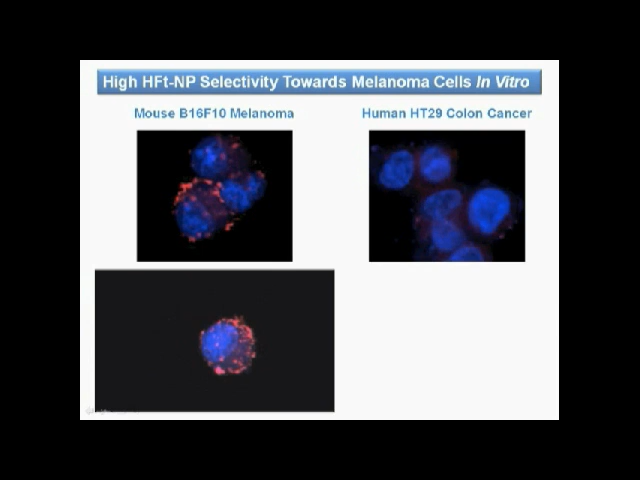 High HFt-NP Selectivity Towards Melanoma Cells In Vitro
Mouse B16F10 Melanoma
Human HT29 Colon Cancer